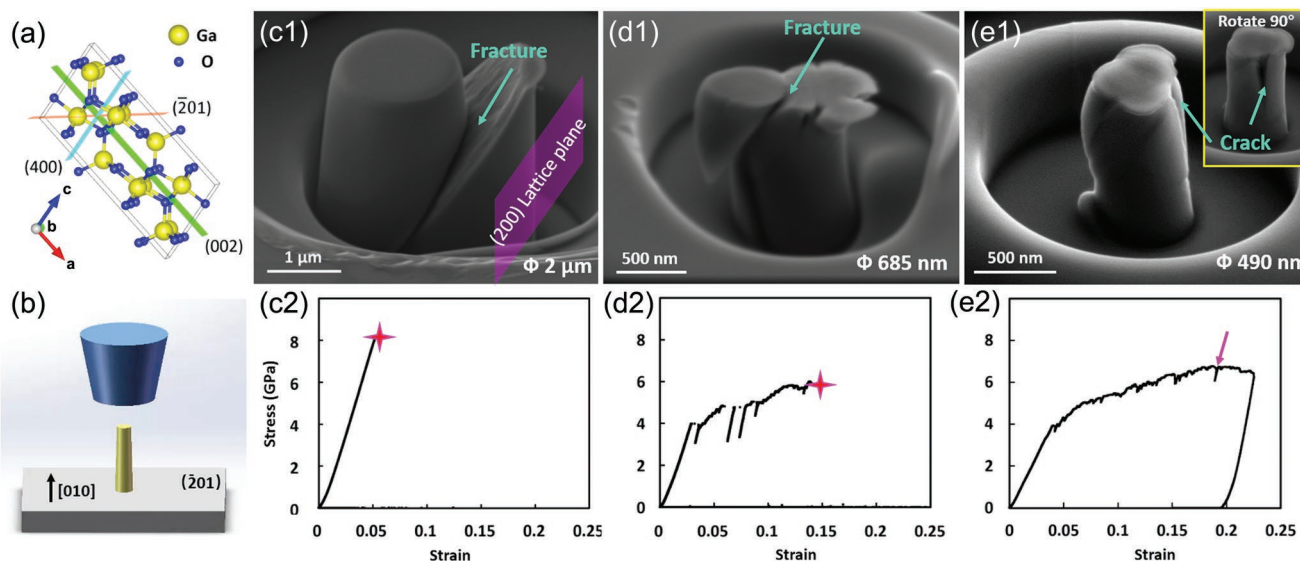 (a)
Ga
O
(2̄01)
(400)
c
b
a
(002)
(c1)
Fracture
(200) Lattice plane
1 μm
Φ 2 μm
(d1)
Fracture
500 nm
Φ 685 nm
(e1)
Rotate 90°
Crack
500 nm
Φ 490 nm
(b)
[010]
(2̄01)
(c2)
Stress (GPa)
8
6
4
2
0
0
0.05
0.1
0.15
0.2
0.25
Strain
(d2)
Stress (GPa)
8
6
4
2
0
0
0.05
0.1
0.15
0.2
0.25
Strain
(e2)
8
6
4
2
0
0
0.05
0.1
0.15
0.2
0.25
Strain